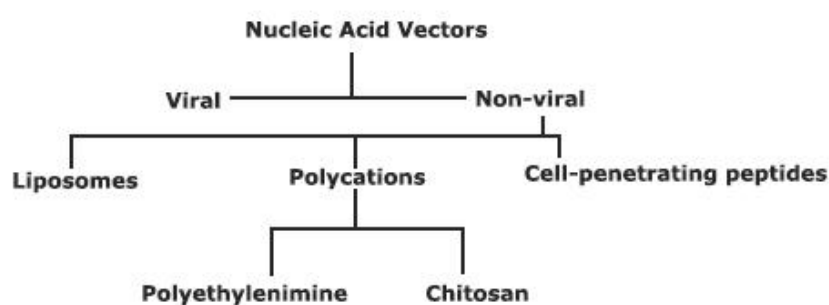 Nucleic Acid Vectors
Viral
Non-viral
Liposomes
Polycations
Cell-penetrating peptides
Polyethylenimine
Chitosan